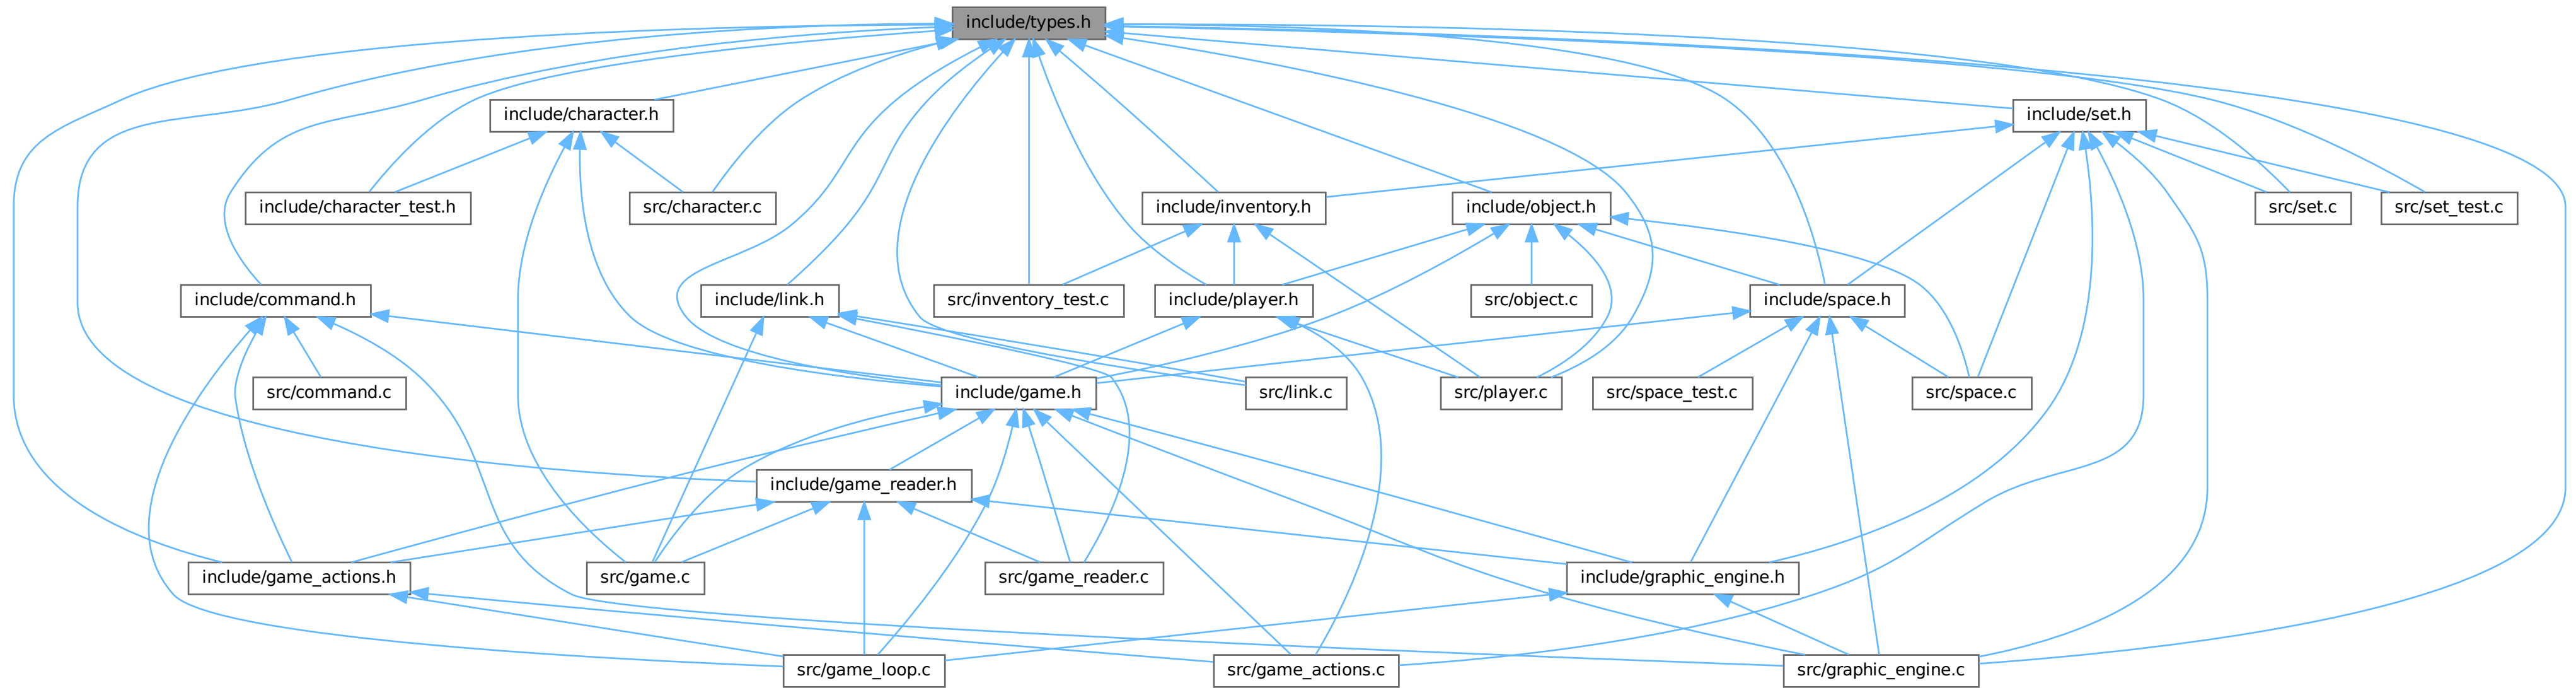 include/types.h
include/character.h
include/set.h
include/character_test.h
src/character.c
include/inventory.h
include/object.h
src/set.c
src/set_test.c
include/command.h
include/link.h
src/inventory_test.c
include/player.h
src/object.c
include/space.h
src/command.c
include/game.h
src/link.c
src/player.c
src/space_test.c
src/space.c
include/game_reader.h
include/game_actions.h
src/game.c
src/game_reader.c
include/graphic_engine.h
src/game_loop.c
src/game_actions.c
src/graphic_engine.c